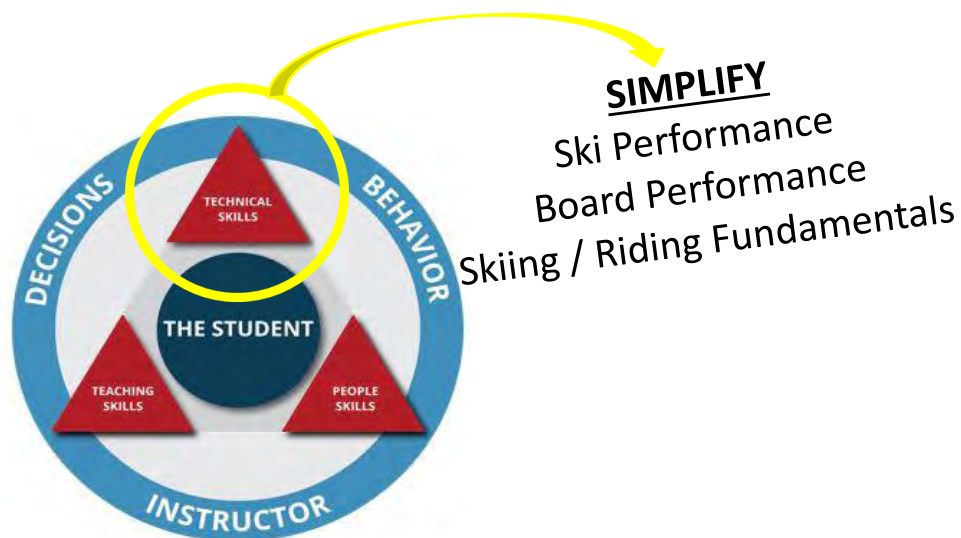 SIMPLIFY
Ski Performance
Board Performance
Skiing / Riding Fundamentals
DECISIONS
BEHAVIOR
INSTRUCTOR
TECHNICAL
SKILLS
THE STUDENT
TEACHING
SKILLS
PEOPLE
SKILLS